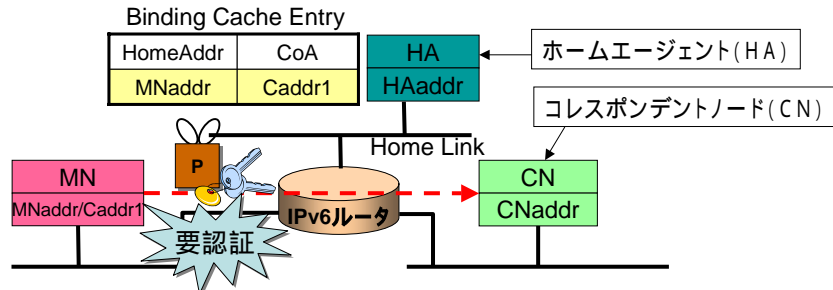 Binding Cache Entry
HomeAddr CoA
MNaddr Caddr1
HA
HAaddr
ホームエージェント(HA)
コレスポンデントノード(CN)
Home Link
P
MN
MNaddr/Caddr1
IPv6ルータ
CN
CNaddr
要認証